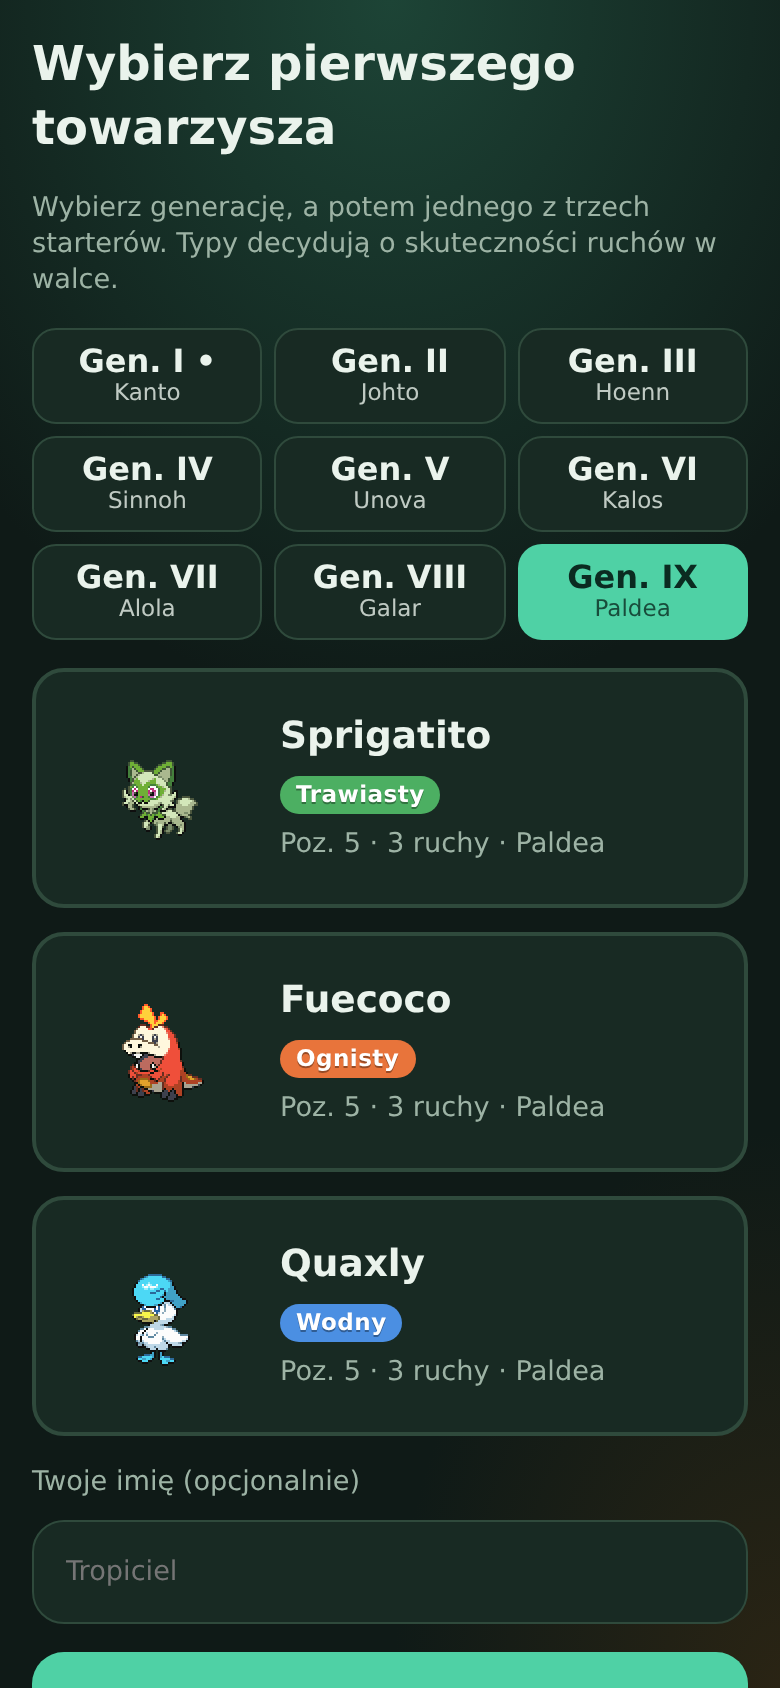 Wybierz pierwszego
towarzysza
Wybierz generację, a potem jednego z trzech
starterów. Typy decydują o skuteczności ruchów w
walce.
Gen. I •
Kanto
Gen. II
Johto
Gen. III
Hoenn
Gen. IV
Sinnoh
Gen. V
Unova
Gen. VI
Kalos
Gen. VII
Alola
Gen. VIII
Galar
Gen. IX
Paldea
Sprigatito
Trawiasty
Poz. 5 · 3 ruchy · Paldea
Fuecoco
Ognisty
Poz. 5 · 3 ruchy · Paldea
Quaxly
Wodny
Poz. 5 · 3 ruchy · Paldea
Twoje imię (opcjonalnie)
Tropiciel